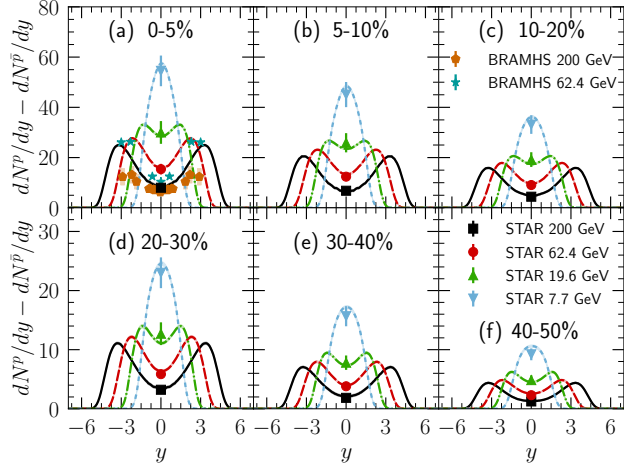 80
60
40
20
0
dN^p/dy − dN^p̄/dy
(a) 0-5%
(b) 5-10%
(c) 10-20%
BRAMHS 200 GeV
BRAMHS 62.4 GeV
30
20
10
0
dN^p/dy − dN^p̄/dy
(d) 20-30%
(e) 30-40%
STAR 200 GeV
STAR 62.4 GeV
STAR 19.6 GeV
STAR 7.7 GeV
(f) 40-50%
−6 −3 0 3 6
−6 −3 0 3 6
−6 −3 0 3 6
y
y
y